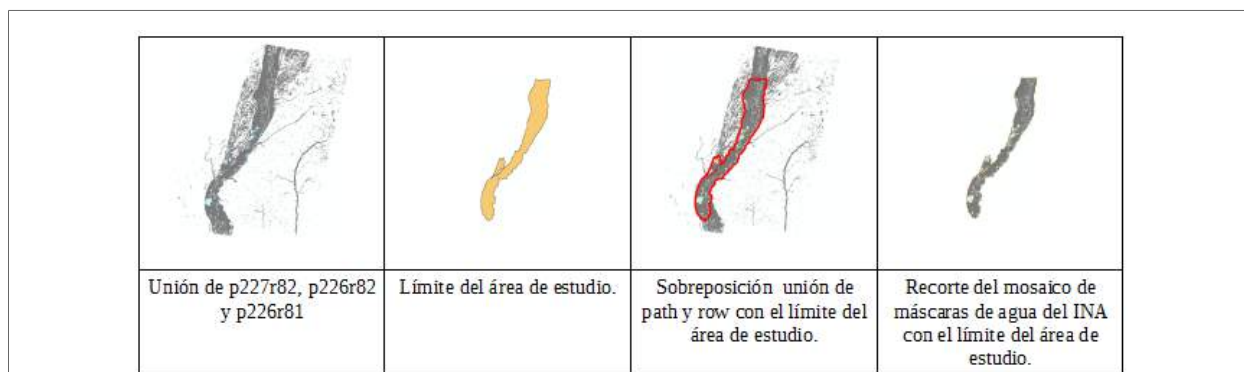 Unión de p227r82, p226r82
y p226r81
Límite del área de estudio.
Sobreposición unión de
path y row con el límite del
área de estudio.
Recorte del mosaico de
máscaras de agua del INA
con el límite del área de
estudio.